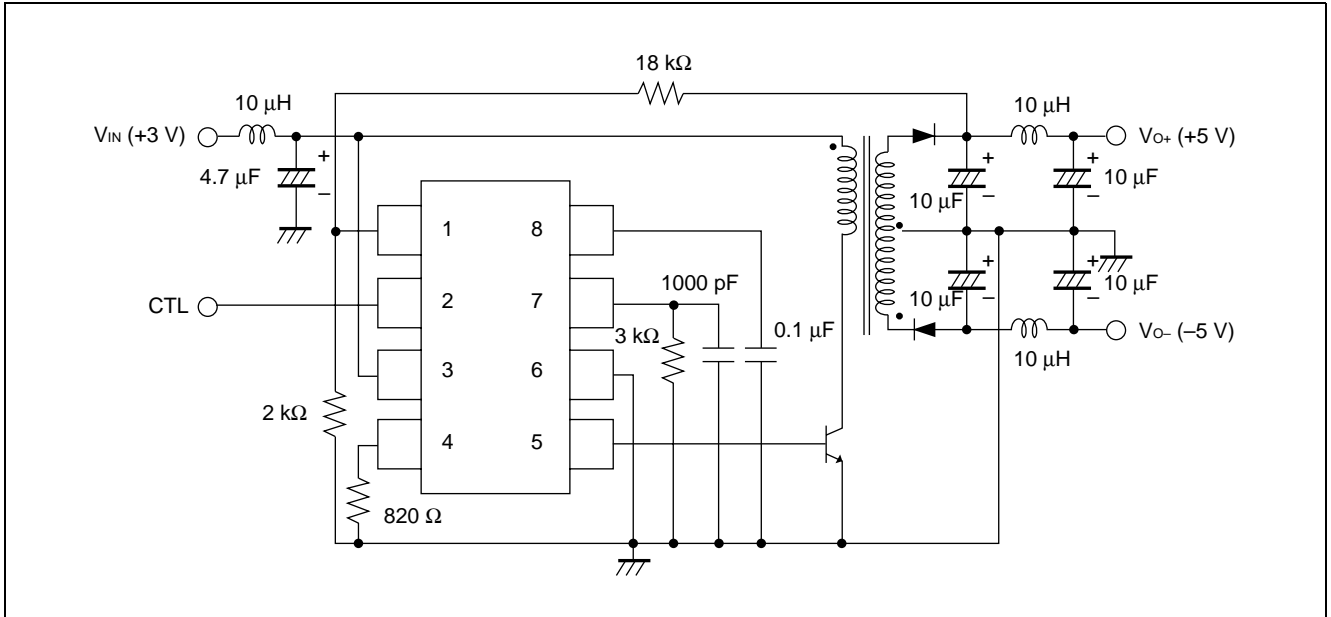 18 kΩ
10 μH
10 μH
VIN (+3 V)
VO+ (+5 V)
+
+
+
4.7 μF
–
10 μF
–
–
10 μF
1
8
+
+
1000 pF
10 μF
–
–
10 μF
CTL
2
7
3 kΩ
0.1 μF
VO– (–5 V)
10 μH
3
6
2 kΩ
4
5
820 Ω